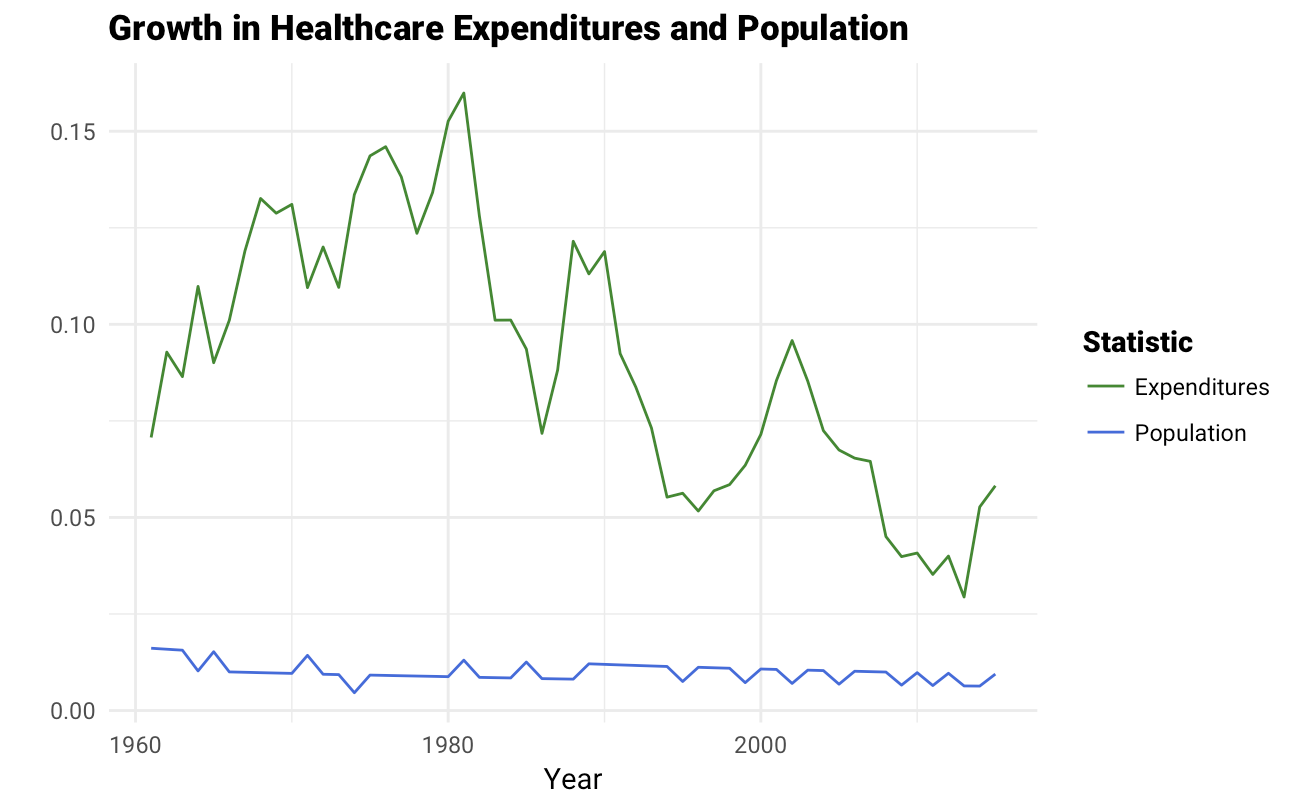 Growth in Healthcare Expenditures and Population
0.15
0.10
0.05
0.00
1960 1980 2000
Year
Statistic
Expenditures
Population